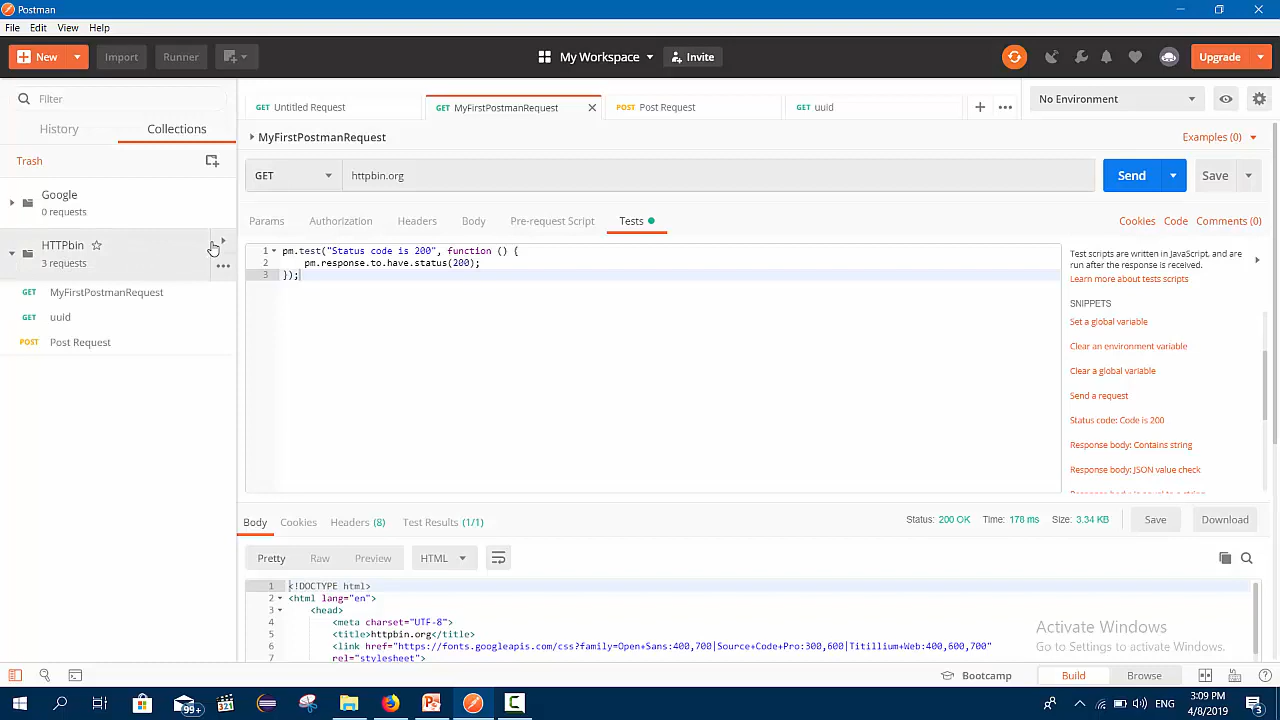 Postman
File Edit View Help
New Import Runner My Workspace Invite Upgrade
Filter
History Collections
Trash
Google
0 requests
HTTPbin
3 requests
GET MyFirstPostmanRequest
GET uuid
POST Post Request
GET Untitled Request GET MyFirstPostmanRequest POST Post Request GET uuid No Environment
MyFirstPostmanRequest Examples (0)
GET httpbin.org Send Save
Params Authorization Headers Body Pre-request Script Tests Cookies Code Comments (0)
1 pm.test("Status code is 200", function () {
2 pm.response.to.have.status(200);
3 });
Test scripts are written in JavaScript, and are
run after the response is received.
Learn more about tests scripts
SNIPPETS
Set a global variable
Clear an environment variable
Clear a global variable
Send a request
Status code: Code is 200
Response body: Contains string
Response body: JSON value check
Response body: Is equal to a string
Body Cookies Headers (8) Test Results (1/1) Status: 200 OK Time: 178 ms Size: 3.34 KB Save Download
Pretty Raw Preview HTML
1 <!DOCTYPE html>
2 <html lang="en">
3 <head>
4 <meta charset="UTF-8">
5 <title>httpbin.org</title>
6 <link href="https://fonts.googleapis.com/css?family=Open+Sans:400,700|Source+Code+Pro:300,600|Titillium+Web:400,600,700"
7 rel="stylesheet">
Activate Windows
Go to Settings to activate Windows.
Bootcamp Build Browse
99+ 321 3:09 PM
4/8/2019 3